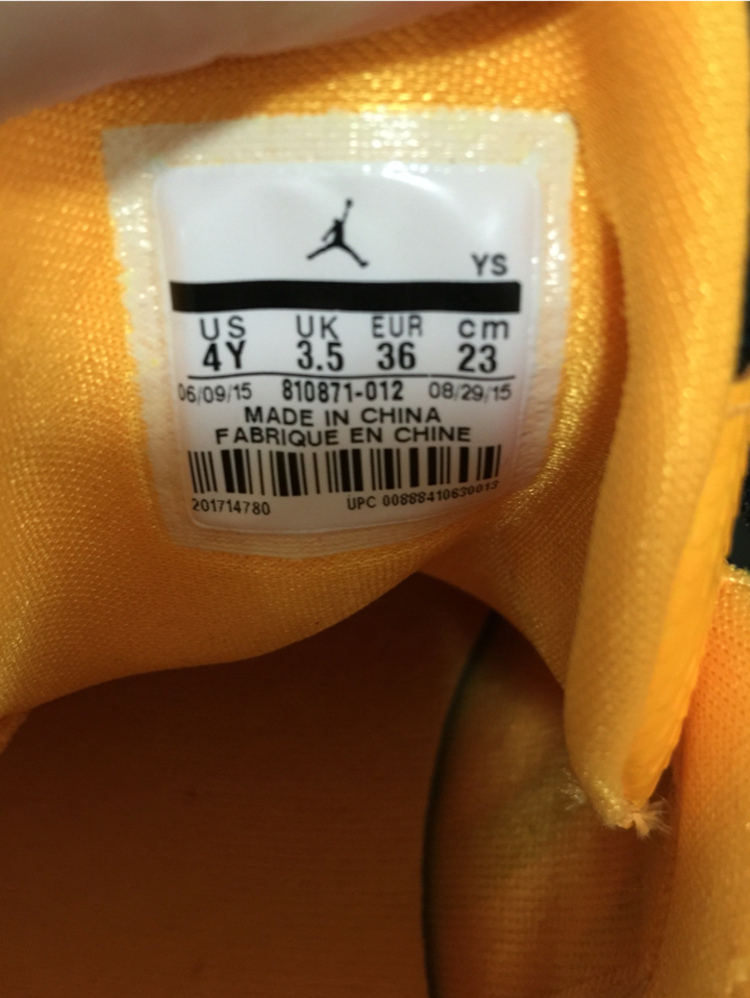 YS
US UK EUR cm
4Y 3.5 36 23
06/09/15 810871-012 08/29/15
MADE IN CHINA
FABRIQUE EN CHINE
201714780 UPC 00888410630013